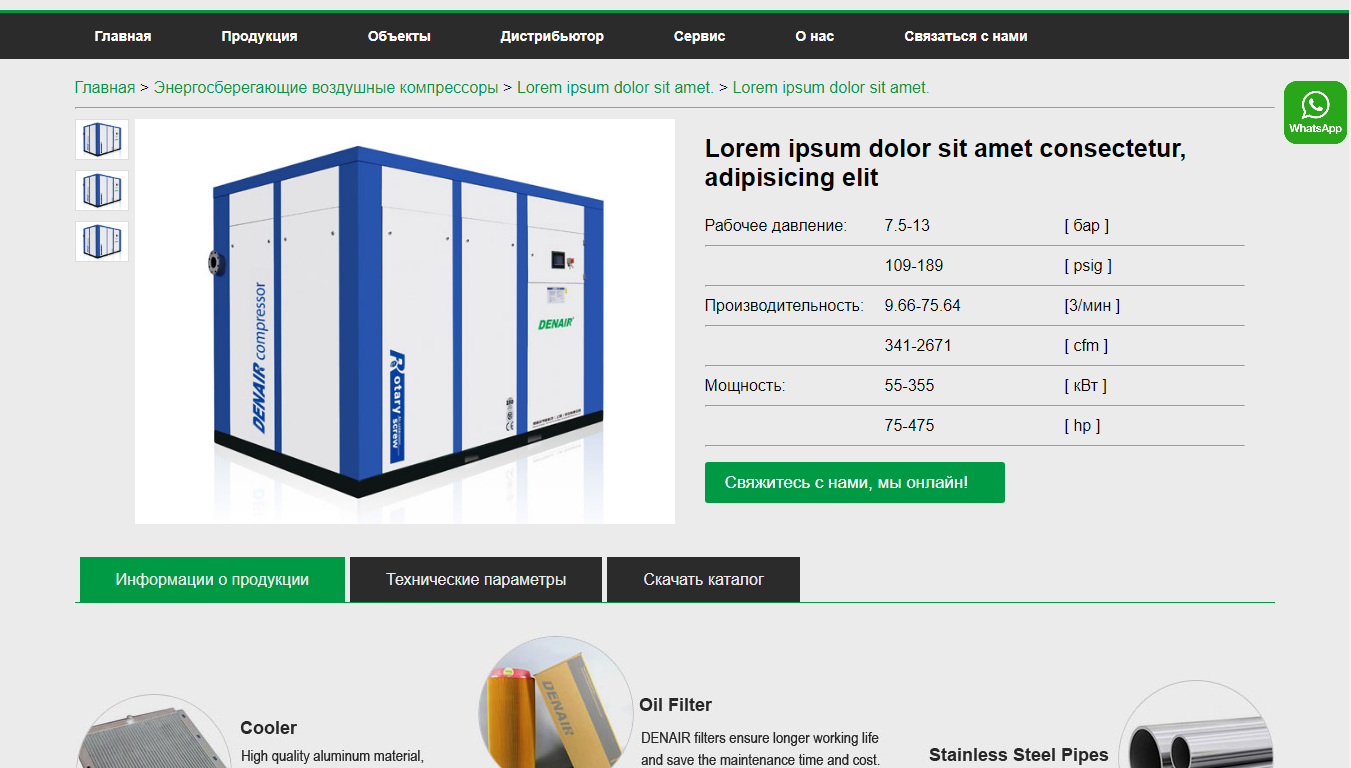 Главная Продукция Объекты Дистрибьютор Сервис О нас Связаться с нами
Главная > Энергосберегающие воздушные компрессоры > Lorem ipsum dolor sit amet. > Lorem ipsum dolor sit amet.
WhatsApp
Lorem ipsum dolor sit amet consectetur,
adipisicing elit
Рабочее давление: 7.5-13 [ бар ]
109-189 [ psig ]
Производительность: 9.66-75.64 [3/мин ]
341-2671 [ cfm ]
Мощность: 55-355 [ кВт ]
75-475 [ hp ]
Свяжитесь с нами, мы онлайн!
DENAIR compressor
Rotary screw
DENAIR
Информации о продукции Технические параметры Скачать каталог
Cooler
High quality aluminum material,
DENAIR
Oil Filter
DENAIR filters ensure longer working life
and save the maintenance time and cost.
Stainless Steel Pipes